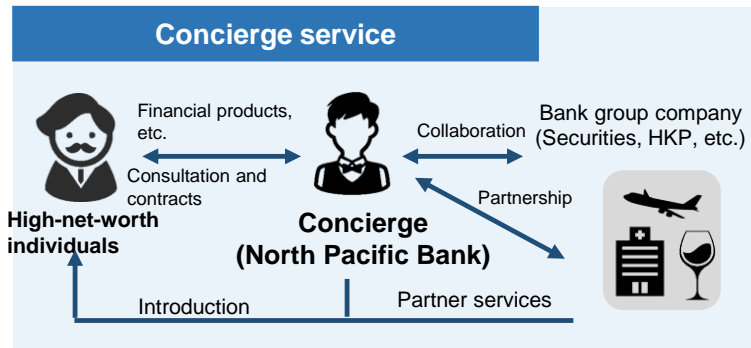 Concierge service
Financial products,
etc.
Consultation and
contracts
High-net-worth
individuals
Concierge
(North Pacific Bank)
Collaboration
Bank group company
(Securities, HKP, etc.)
Partnership
Introduction
Partner services